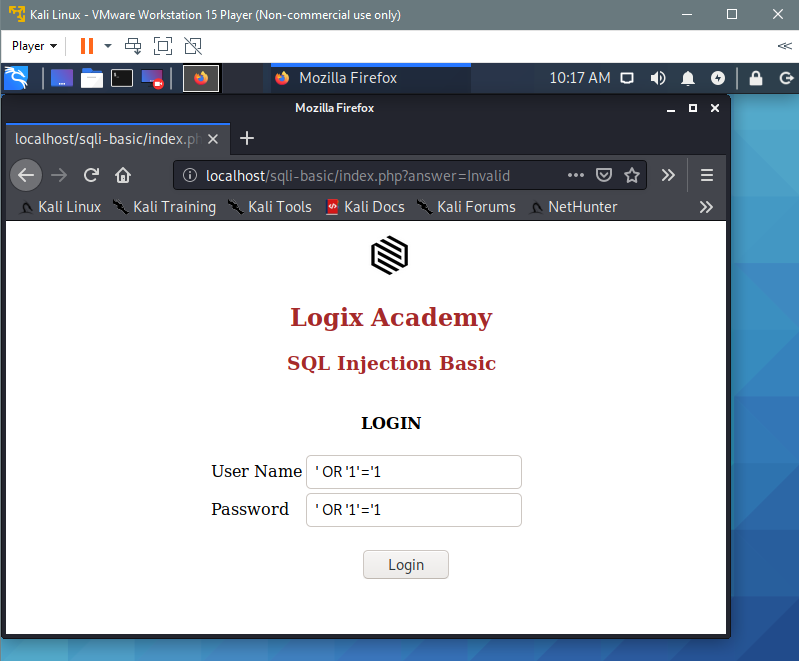 Kali Linux - VMware Workstation 15 Player (Non-commercial use only)
Player
Mozilla Firefox
10:17 AM
Mozilla Firefox
localhost/sqli-basic/index.ph
localhost/sqli-basic/index.php?answer=Invalid
Kali Linux Kali Training Kali Tools Kali Docs Kali Forums NetHunter
Logix Academy
SQL Injection Basic
LOGIN
User Name ' OR '1'='1
Password ' OR '1'='1
Login